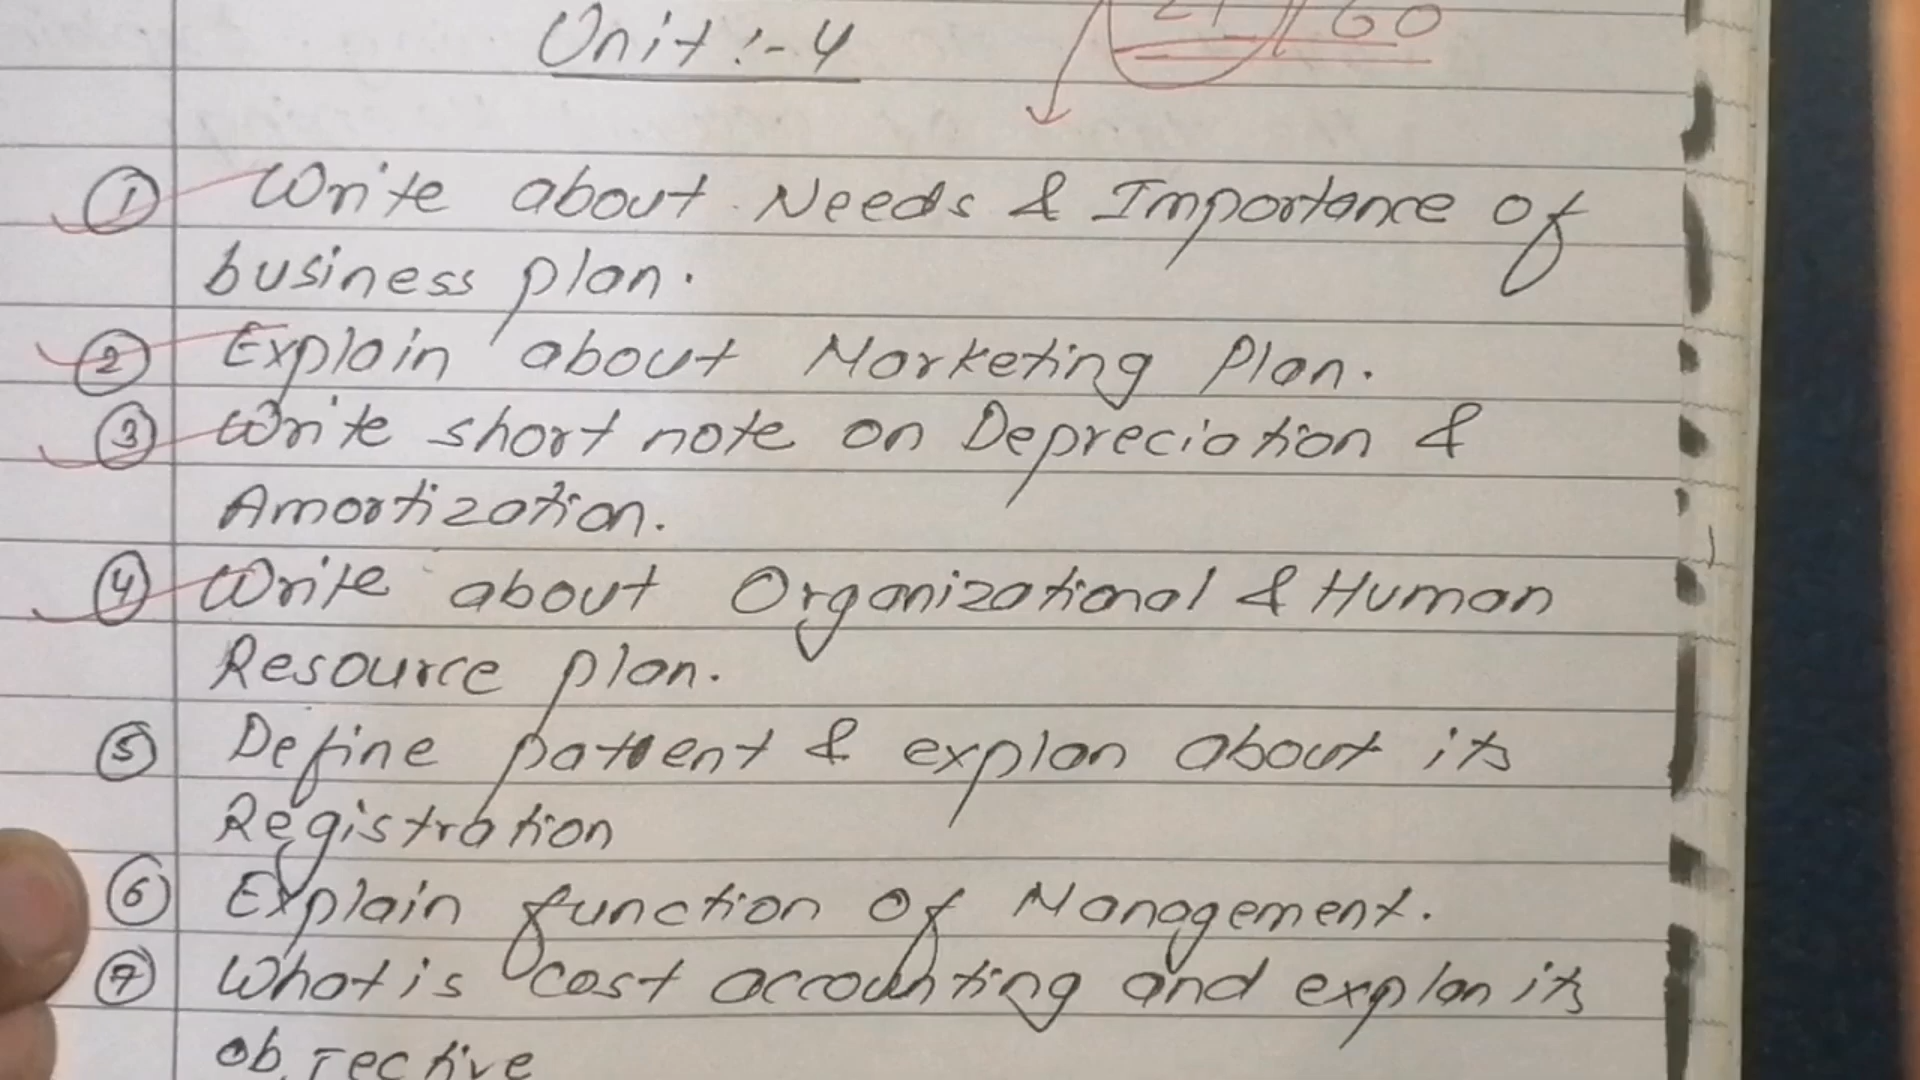 Unit :- 4
60
① Write about Needs & Importance of
business plan.
② Explain about Marketing Plan.
③ Write short note on Depreciation &
Amortization.
④ Write about Organizational & Human
Resource plan.
⑤ Define patent & explan about its
Registration
⑥ Explain function of Management.
⑦ What is cost accounting and explan its
objective